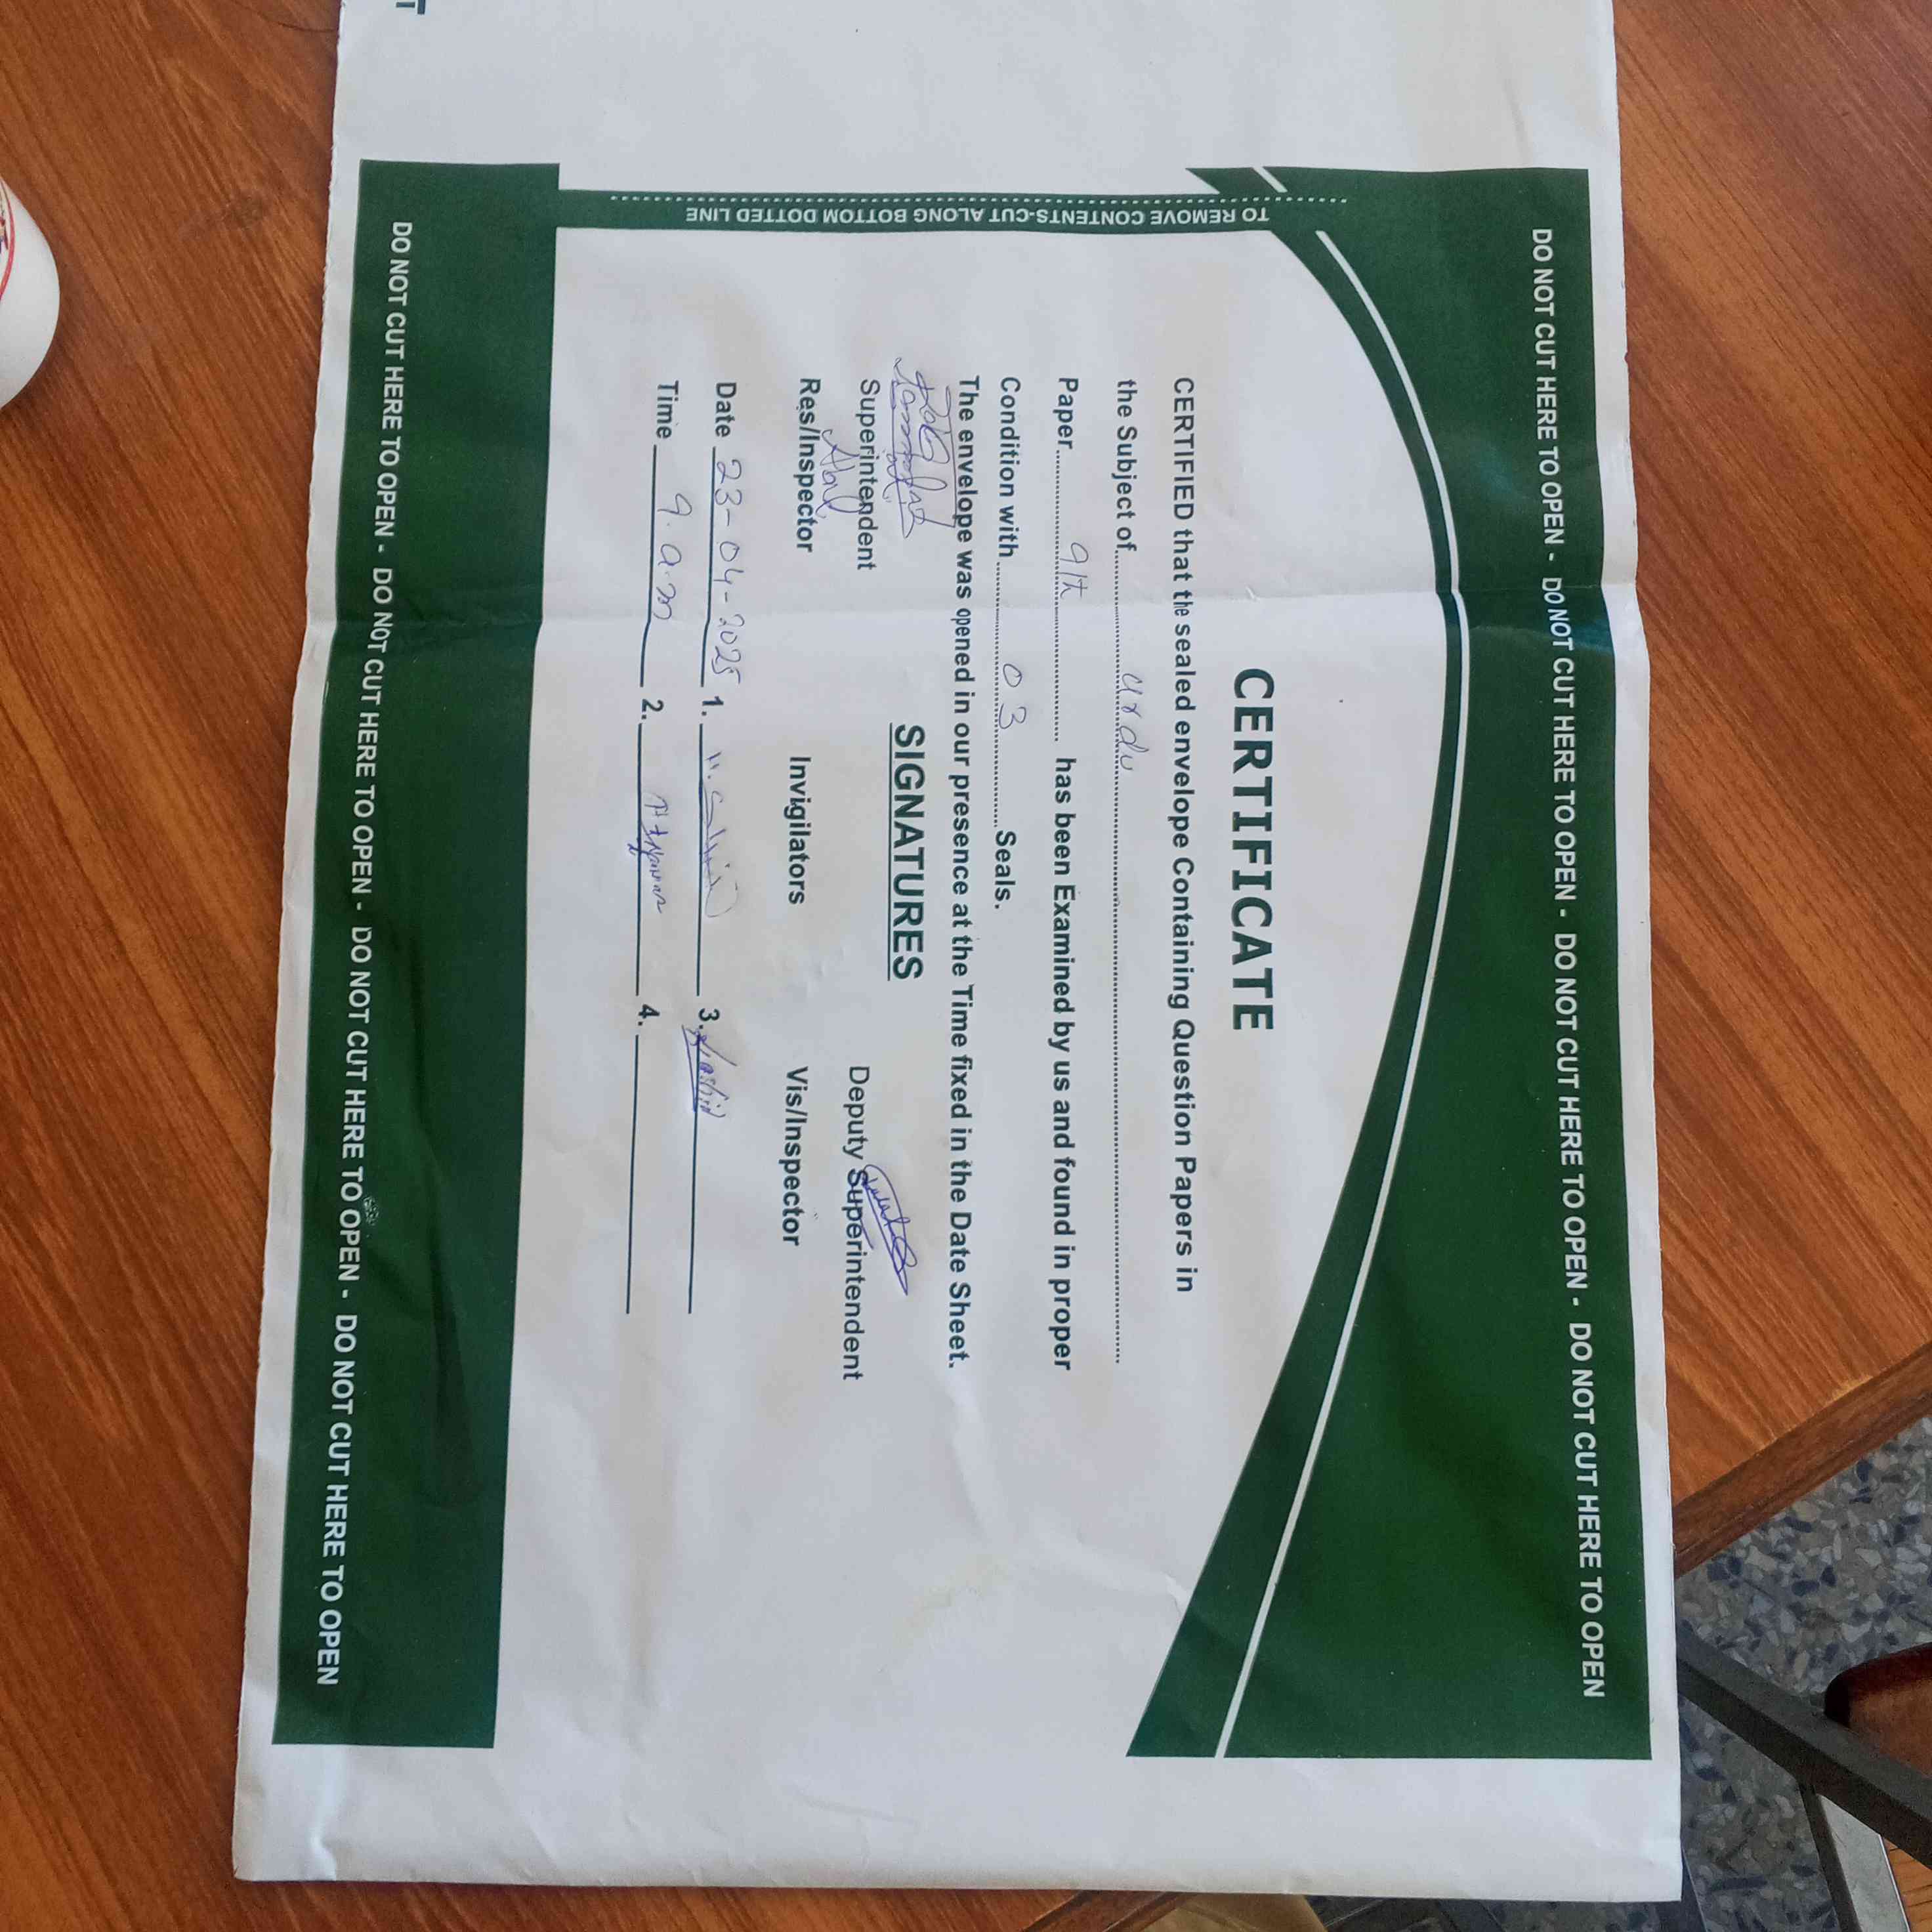 DO NOT CUT HERE TO OPEN - DO NOT CUT HERE TO OPEN - DO NOT CUT HERE TO OPEN - DO NOT CUT HERE TO OPEN
TO REMOVE CONTENTS-CUT ALONG BOTTOM DOTTED LINE
CERTIFICATE
CERTIFIED that the sealed envelope Containing Question Papers in
the Subject of urdu
Paper 9th has been Examined by us and found in proper
Condition with 03 Seals.
The envelope was opened in our presence at the Time fixed in the Date Sheet.
SIGNATURES
Superintendent Deputy Superintendent
Res/Inspector Invigilators Vis/Inspector
Date 23-04-2025 1. 3.
Time 9.a.m 2. 4.
DO NOT CUT HERE TO OPEN - DO NOT CUT HERE TO OPEN - DO NOT CUT HERE TO OPEN - DO NOT CUT HERE TO OPEN